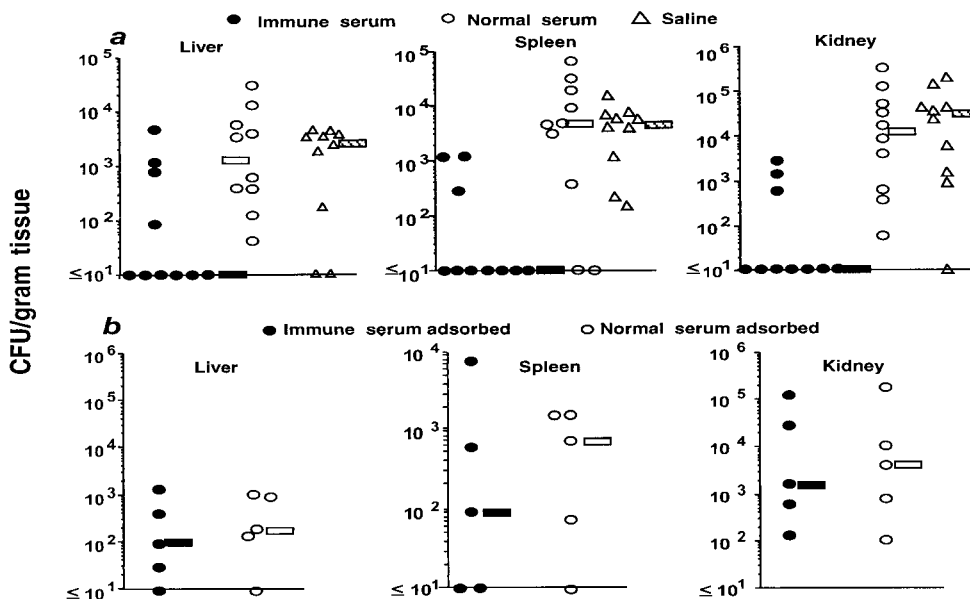 Immune serum
Normal serum
Saline
a
Liver
Spleen
Kidney
10^5
10^4
10^3
10^2
≤10^1
10^5
10^4
10^3
10^2
≤10^1
10^6
10^5
10^4
10^3
10^2
≤10^1
CFU/gram tissue
b
Immune serum adsorbed
Normal serum adsorbed
Liver
Spleen
Kidney
10^6
10^5
10^4
10^3
10^2
≤10^1
10^4
10^3
10^2
≤10^1
10^6
10^5
10^4
10^3
10^2
≤10^1